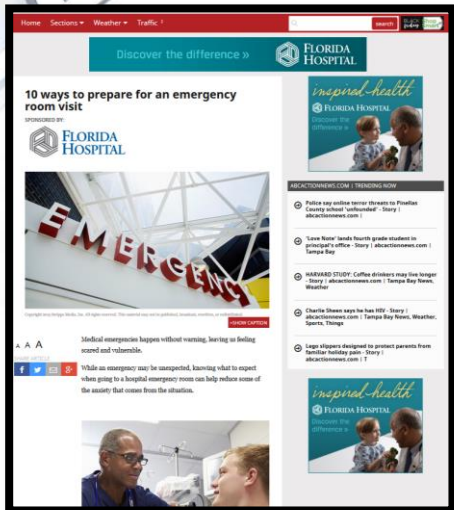 Home Sections Weather Traffic
search
Discover the difference »
FLORIDA
HOSPITAL
10 ways to prepare for an emergency
room visit
SPONSORED BY:
FLORIDA
HOSPITAL
EMERGENCY
+SHOW CAPTION
A A A
SHARE ARTICLE
Medical emergencies happen without warning, leaving us feeling
scared and vulnerable.
While an emergency may be unexpected, knowing what to expect
when going to a hospital emergency room can help reduce some of
the anxiety that comes from the situation.
inspired health
FLORIDA HOSPITAL
Discover the
difference »
ABCACTIONNEWS.COM | TRENDING NOW
Police say online terror threats to Pinellas
County school 'unfounded' - Story |
abcactionnews.com |
'Love Note' lands fourth grade student in
principal's office - Story | abcactionnews.com |
Tampa Bay
HARVARD STUDY: Coffee drinkers may live longer
- Story | abcactionnews.com | Tampa Bay News,
Weather
Charlie Sheen says he has HIV - Story |
abcactionnews.com | Tampa Bay News, Weather,
Sports, Things
Lego slippers designed to protect parents from
familiar holiday pain - Story |
abcactionnews.com | T
inspired health
FLORIDA HOSPITAL
Discover the
difference »